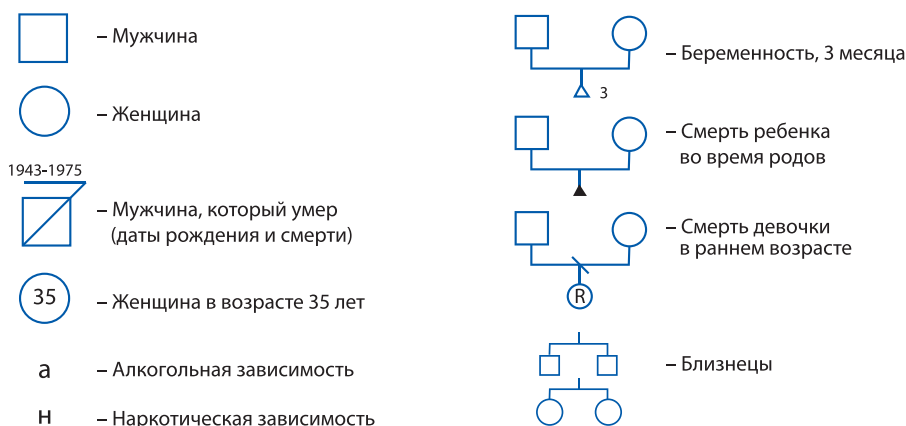 – Мужчина
– Женщина
1943-1975
– Мужчина, который умер
(даты рождения и смерти)
35
– Женщина в возрасте 35 лет
а
– Алкогольная зависимость
н
– Наркотическая зависимость
– Беременность, 3 месяца
3
– Смерть ребенка
во время родов
– Смерть девочки
в раннем возрасте
R
– Близнецы